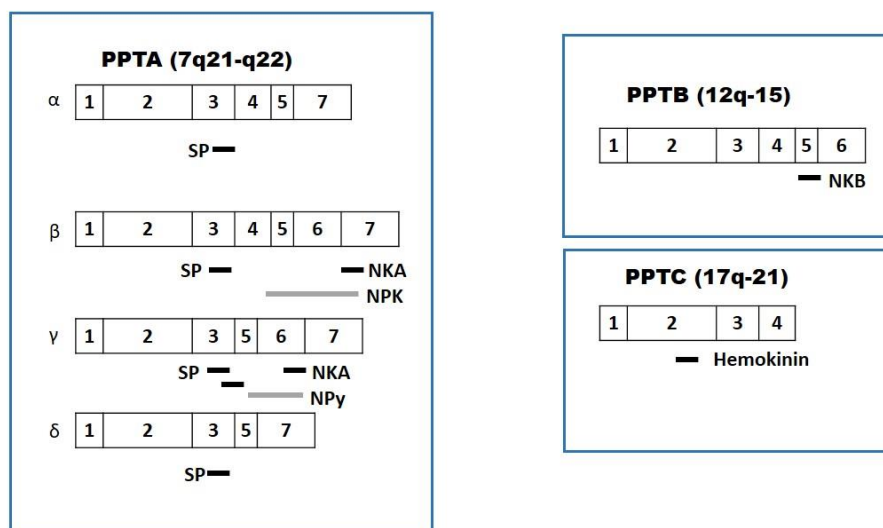 PPTA (7q21-q22)
α 1 2 3 4 5 7
SP
β 1 2 3 4 5 6 7
SP NKA
NPK
γ 1 2 3 5 6 7
SP NKA
NPy
δ 1 2 3 5 7
SP
PPTB (12q-15)
1 2 3 4 5 6
NKB
PPTC (17q-21)
1 2 3 4
Hemokinin